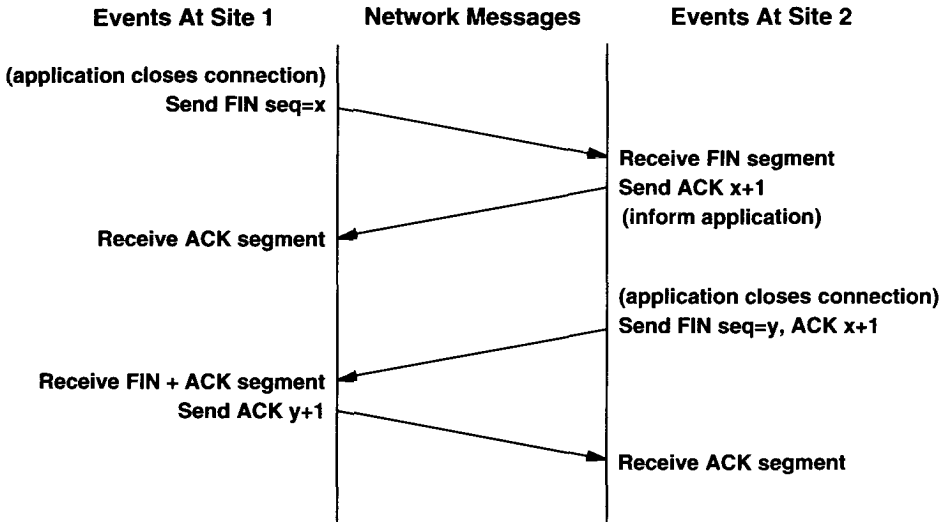 Events At Site 1
Network Messages
Events At Site 2
(application closes connection)
Send FIN seq=x
Receive FIN segment
Send ACK x+1
(inform application)
Receive ACK segment
(application closes connection)
Send FIN seq=y, ACK x+1
Receive FIN + ACK segment
Send ACK y+1
Receive ACK segment